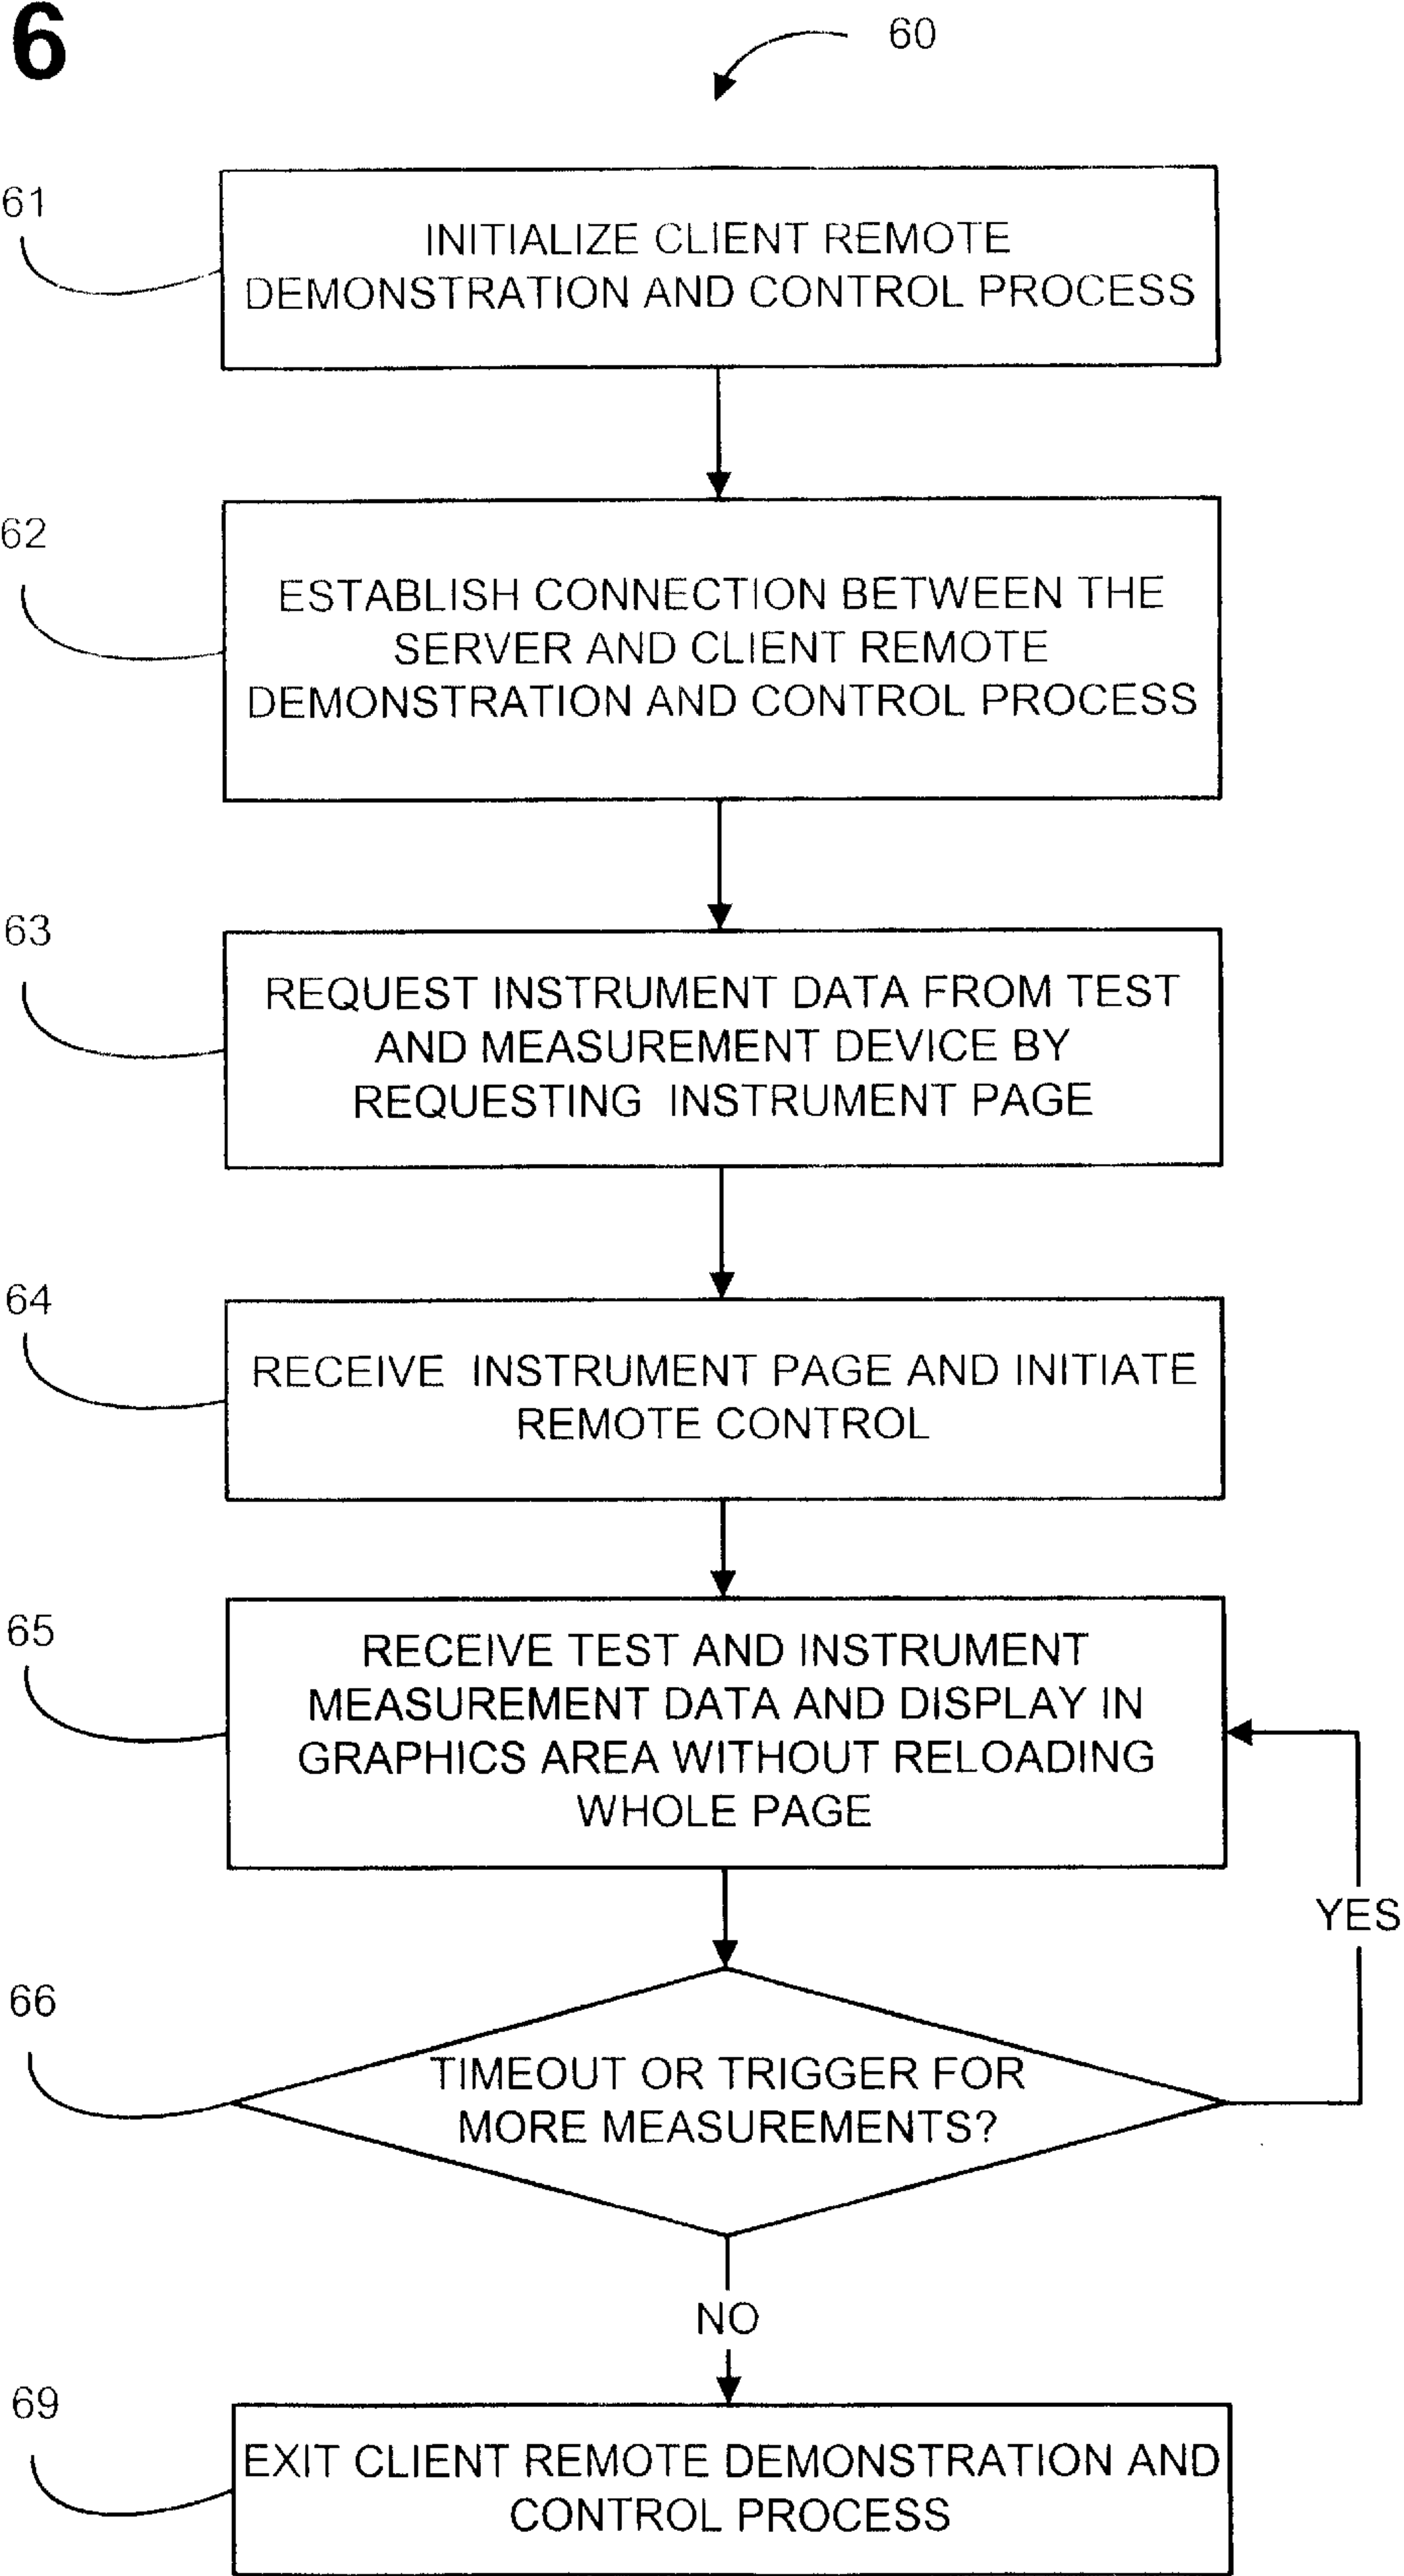 6
60
61
INITIALIZE CLIENT REMOTE
DEMONSTRATION AND CONTROL PROCESS
62
ESTABLISH CONNECTION BETWEEN THE
SERVER AND CLIENT REMOTE
DEMONSTRATION AND CONTROL PROCESS
63
REQUEST INSTRUMENT DATA FROM TEST
AND MEASUREMENT DEVICE BY
REQUESTING INSTRUMENT PAGE
64
RECEIVE INSTRUMENT PAGE AND INITIATE
REMOTE CONTROL
65
RECEIVE TEST AND INSTRUMENT
MEASUREMENT DATA AND DISPLAY IN
GRAPHICS AREA WITHOUT RELOADING
WHOLE PAGE
YES
66
TIMEOUT OR TRIGGER FOR
MORE MEASUREMENTS?
NO
69
EXIT CLIENT REMOTE DEMONSTRATION AND
CONTROL PROCESS